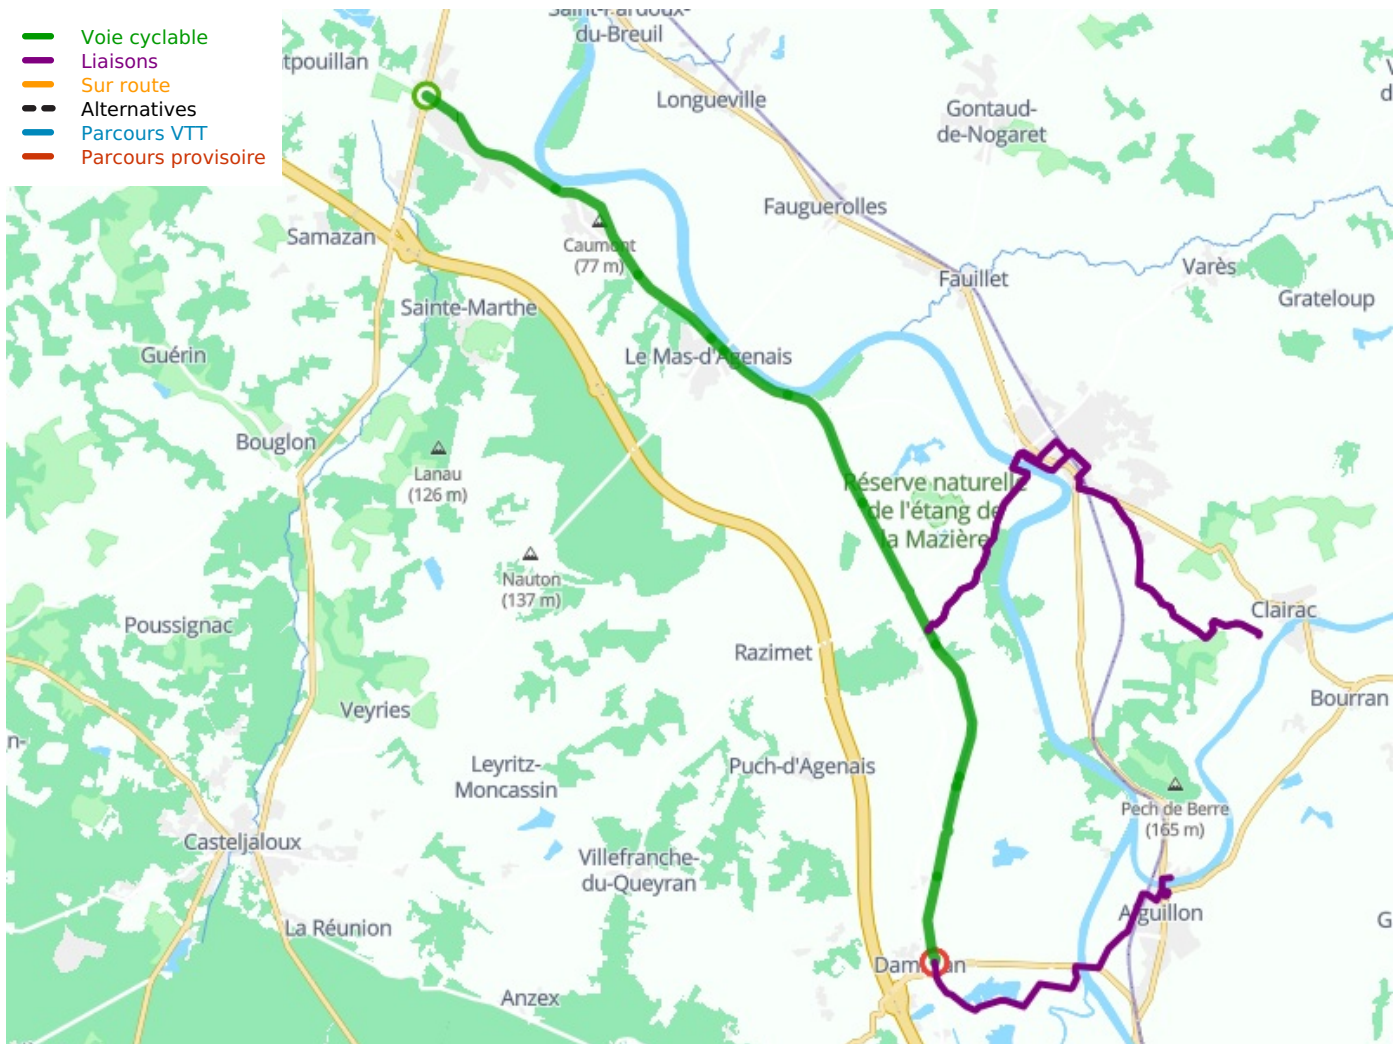 Voie cyclable
Liaisons
Sur route
Alternatives
Parcours VTT
Parcours provisoire
du-Breuil
tpouillan
Longueville
Gontaud-
de-Nogaret
Fauguerolles
Samazan
Caumont
(77 m)
Fauillet
Varès
Grateloup
Sainte-Marthe
Guérin
Le Mas-d'Agenais
Bouglon
Lanau
(126 m)
Réserve naturelle
de l'étang de
la Mazière
Nauton
(137 m)
Clairac
Poussignac
Razimet
Bourran
Veyries
n-
Leyritz-
Moncassin
Puch-d'Agenais
Pech de Berre
(165 m)
Casteljaloux
Villefranche-
du-Queyran
Aiguillon
La Réunion
G
Damazan
Anzex